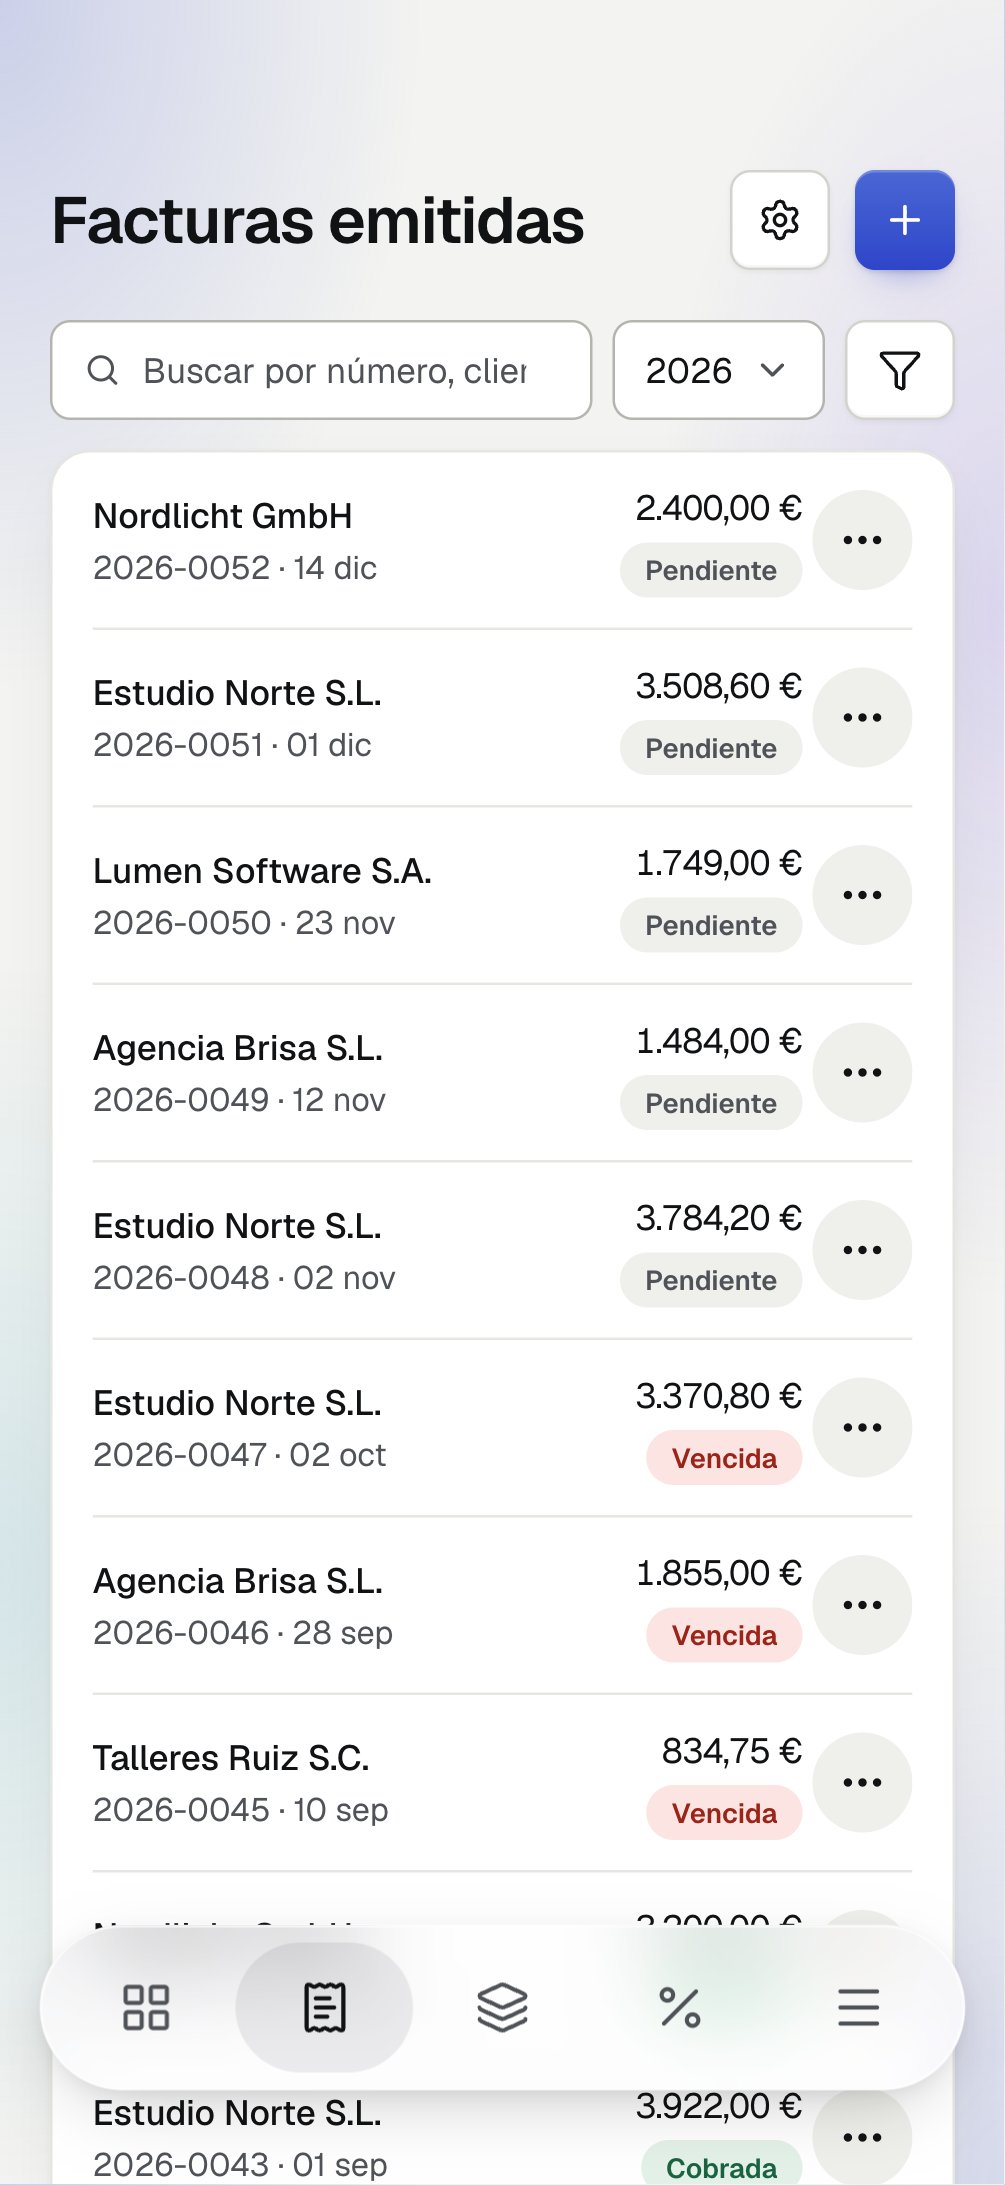 Facturas emitidas
Buscar por número, clier
2026
Nordlicht GmbH
2.400,00 €
2026-0052 · 14 dic
Pendiente
Estudio Norte S.L.
3.508,60 €
2026-0051 · 01 dic
Pendiente
Lumen Software S.A.
1.749,00 €
2026-0050 · 23 nov
Pendiente
Agencia Brisa S.L.
1.484,00 €
2026-0049 · 12 nov
Pendiente
Estudio Norte S.L.
3.784,20 €
2026-0048 · 02 nov
Pendiente
Estudio Norte S.L.
3.370,80 €
2026-0047 · 02 oct
Vencida
Agencia Brisa S.L.
1.855,00 €
2026-0046 · 28 sep
Vencida
Talleres Ruiz S.C.
834,75 €
2026-0045 · 10 sep
Vencida
Estudio Norte S.L.
3.922,00 €
2026-0043 · 01 sep
Cobrada